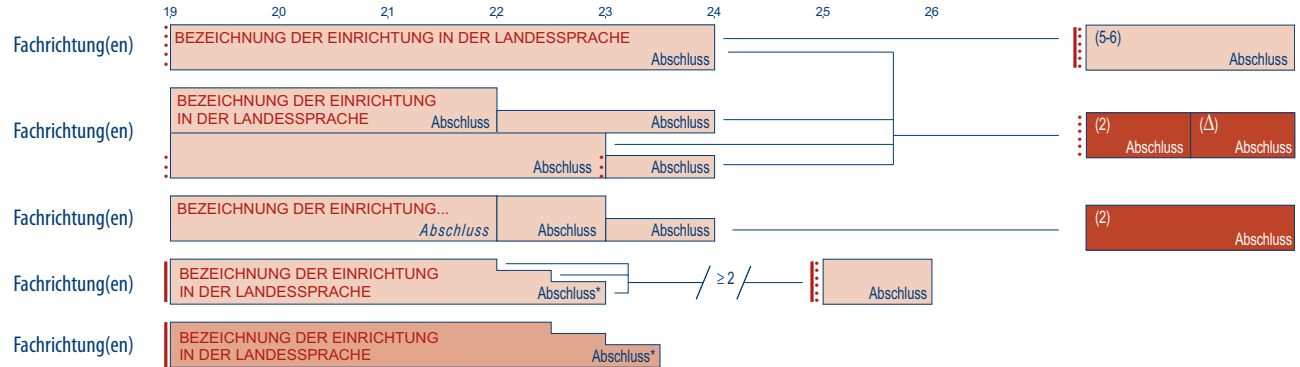 19 20 21 22 23 24 25 26
Fachrichtung(en)
BEZEICHNUNG DER EINRICHTUNG IN DER LANDESSPRACHE
Abschluss
(5-6)
Abschluss
Fachrichtung(en)
BEZEICHNUNG DER EINRICHTUNG
IN DER LANDESSPRACHE
Abschluss
Abschluss
Abschluss
Abschluss
(2)
Abschluss
(Δ)
Abschluss
Fachrichtung(en)
BEZEICHNUNG DER EINRICHTUNG...
Abschluss
Abschluss
Abschluss
(2)
Abschluss
Fachrichtung(en)
BEZEICHNUNG DER EINRICHTUNG
IN DER LANDESSPRACHE
Abschluss*
≥ 2
Abschluss
Fachrichtung(en)
BEZEICHNUNG DER EINRICHTUNG
IN DER LANDESSPRACHE
Abschluss*